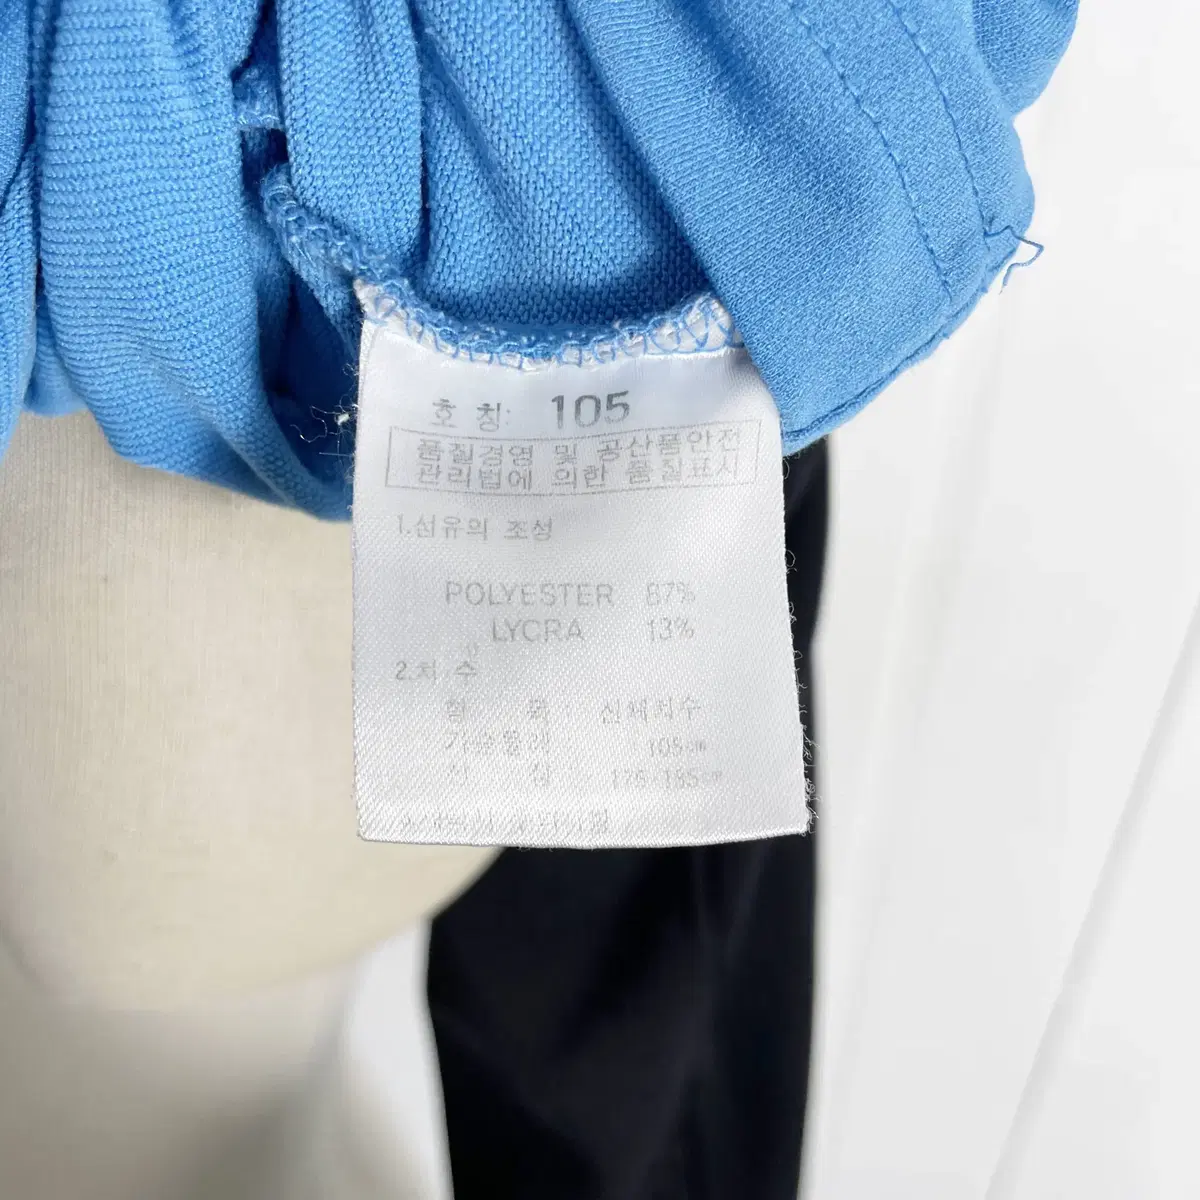 호 칭: 105
품질경영 및 공산품안전
관리법에 의한 품질표시
1.섬유의 조성
POLYESTER 87%
LYCRA 13%
2.치 수
항 목 : 신체치수
가슴둘레 : 105cm
신 장 : 175-185cm